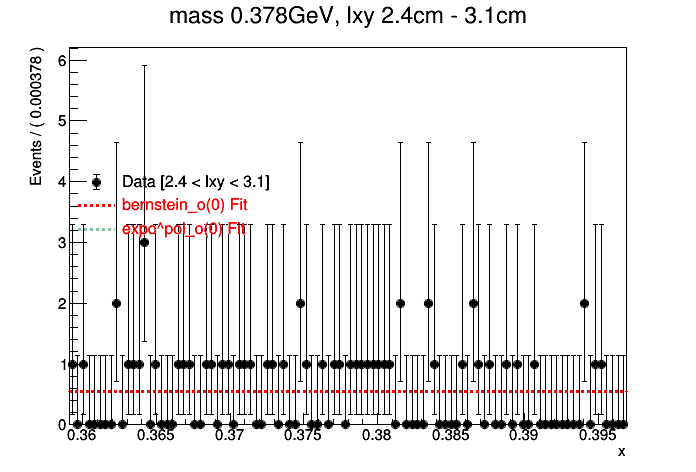 mass 0.378GeV, lxy 2.4cm - 3.1cm
Events / ( 0.000378 )
6
5
4
3
2
1
0
Data [2.4 < lxy < 3.1]
bernstein_o(0) Fit
expo^pol_o(0) Fit
0.36 0.365 0.37 0.375 0.38 0.385 0.39 0.395
x